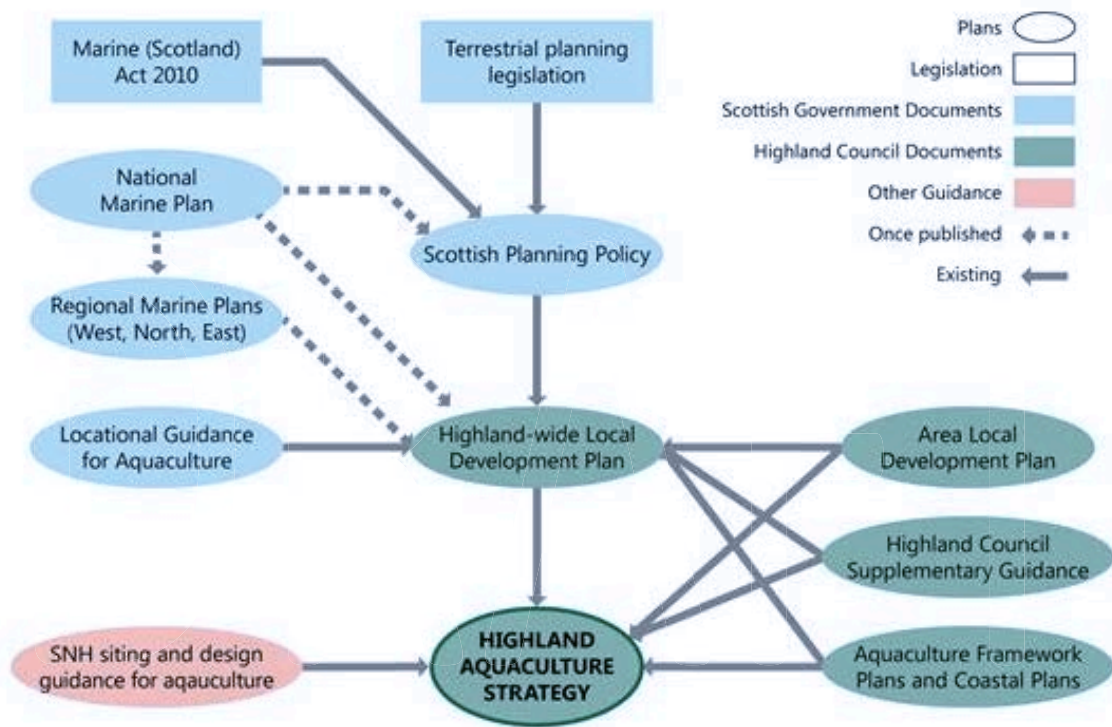 Marine (Scotland)
Act 2010
Terrestrial planning
legislation
Plans
Legislation
Scottish Government Documents
Highland Council Documents
Other Guidance
Once published
Existing
National
Marine Plan
Scottish Planning Policy
Regional Marine Plans
(West, North, East)
Locational Guidance
for Aquaculture
Highland-wide Local
Development Plan
Area Local
Development Plan
Highland Council
Supplementary Guidance
SNH siting and design
guidance for aqauculture
HIGHLAND
AQUACULTURE
STRATEGY
Aquaculture Framework
Plans and Coastal Plans